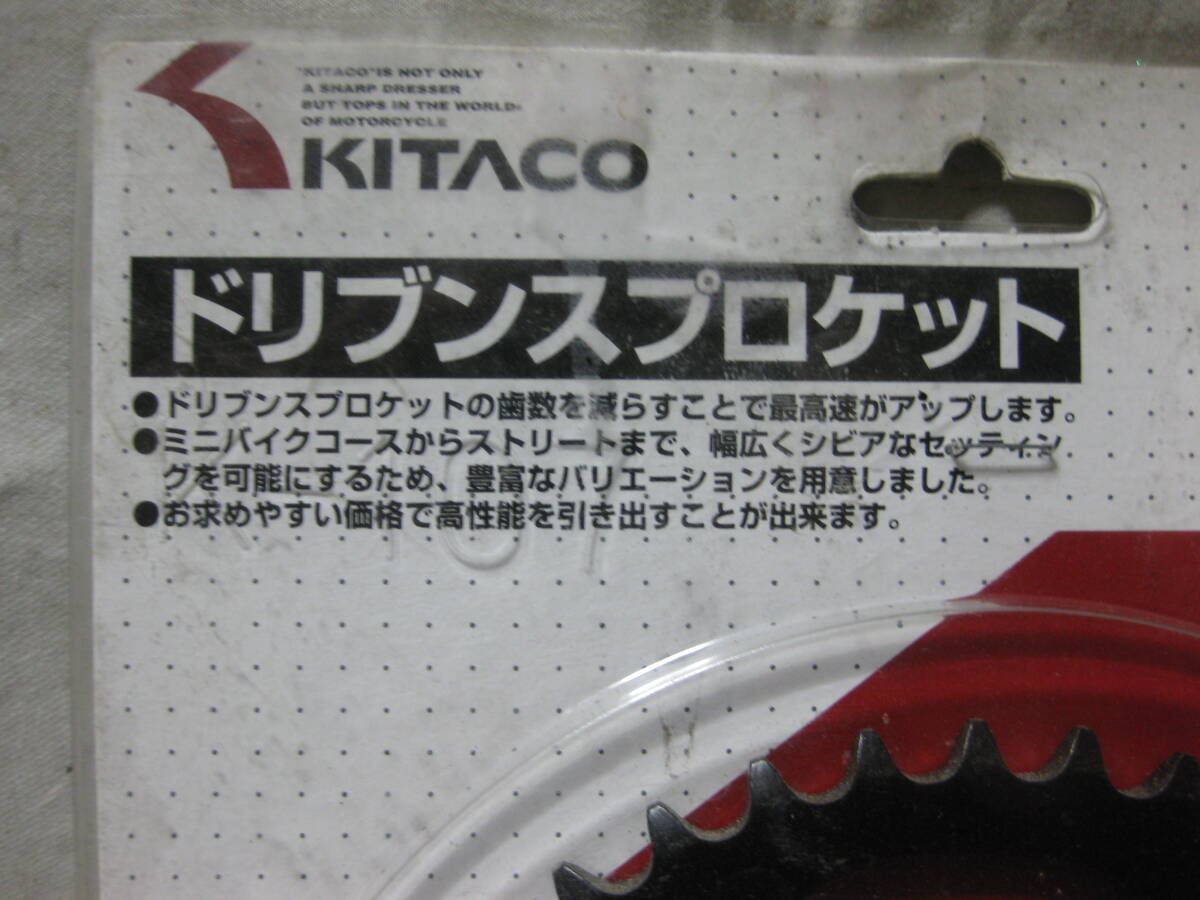 "KITACO"IS NOT ONLY
A SHARP DRESSER
BUT TOPS IN THE WORLD
OF MOTORCYCLE
KITACO
ドリブンスプロケット
●ドリブンスプロケットの歯数を減らすことで最高速がアップします。
●ミニバイクコースからストリートまで、幅広くシビアなセッティン
グを可能にするため、豊富なバリエーションを用意しました。
●お求めやすい価格で高性能を引き出すことが出来ます。